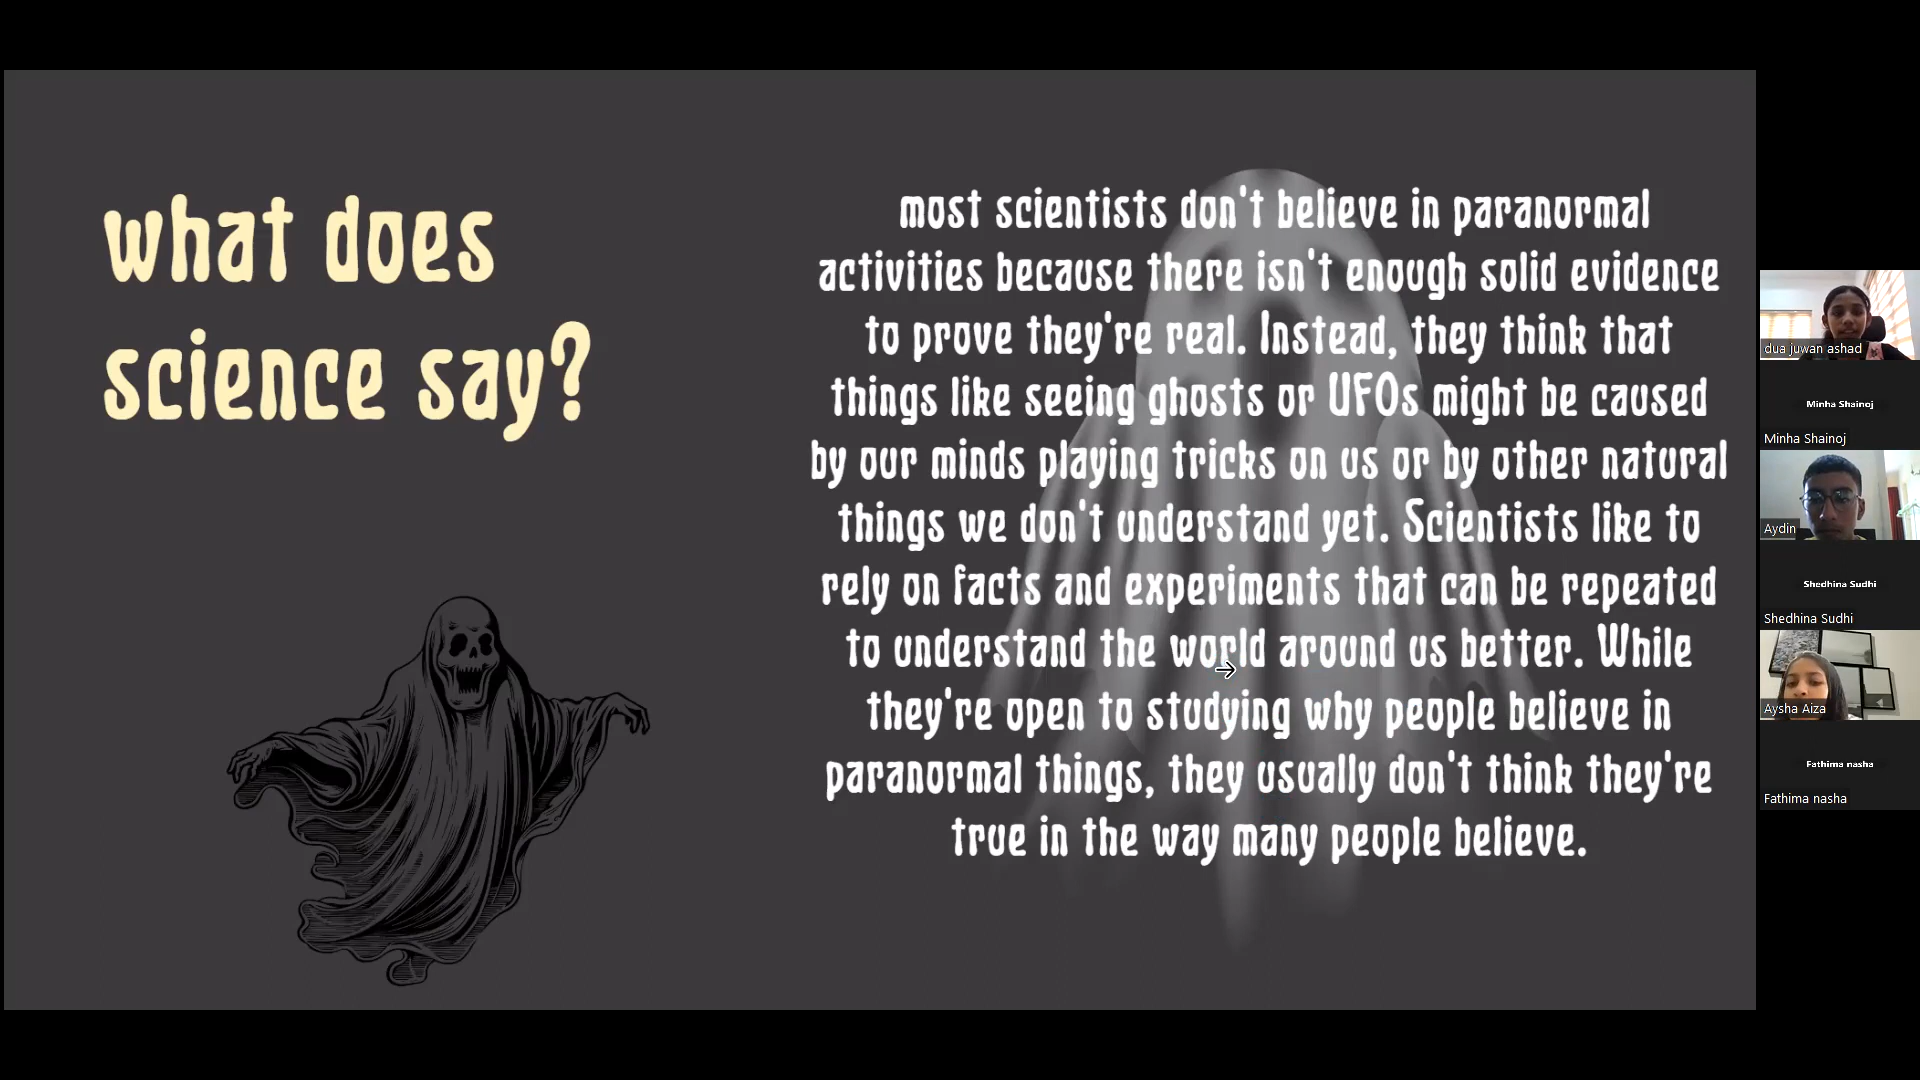 what does
science say?
most scientists don't believe in paranormal
activities because there isn't enough solid evidence
to prove they're real. Instead, they think that
things like seeing ghosts or UFOs might be caused
by our minds playing tricks on us or by other natural
things we don't understand yet. Scientists like to
rely on facts and experiments that can be repeated
to understand the world around us better. While
they're open to studying why people believe in
paranormal things, they usually don't think they're
true in the way many people believe.
dua juwan ashad
Minha Shainoj
Minha Shainoj
Aydin
Shedhina Sudhi
Shedhina Sudhi
Aysha Aiza
Fathima nasha
Fathima nasha